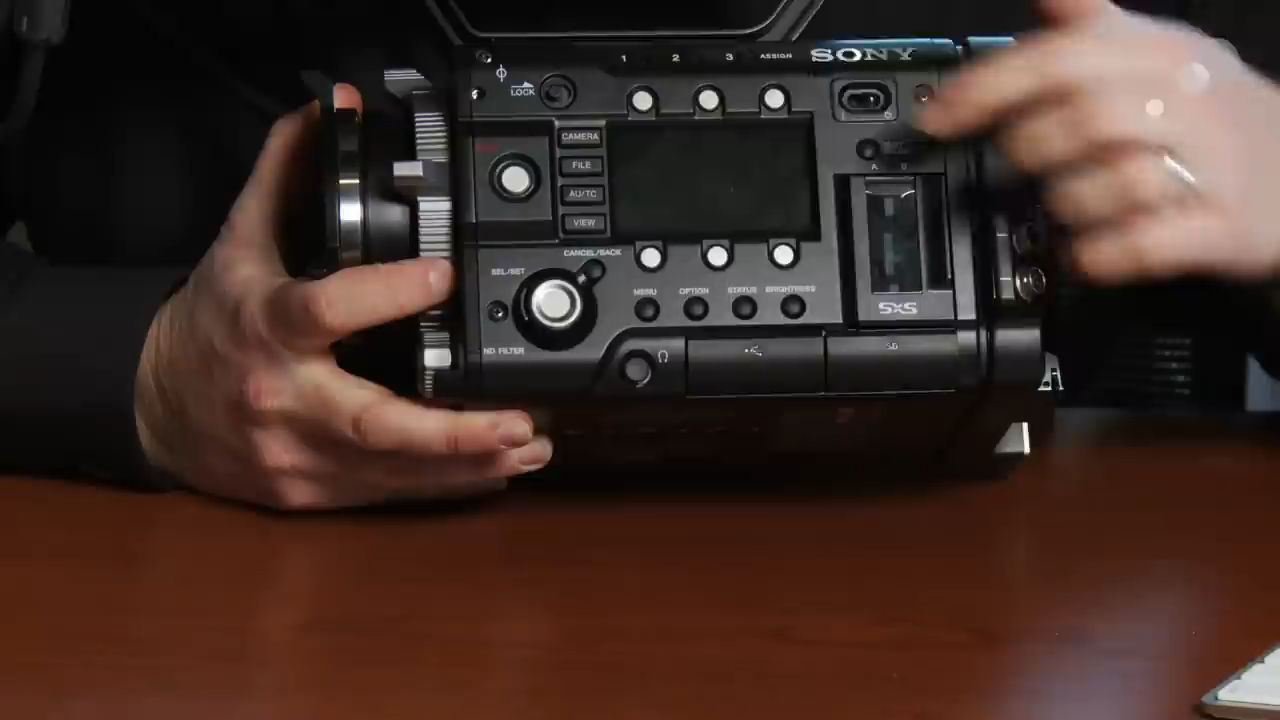 1 2 3 ASSIGN SONY
LOCK
CAMERA
FILE
AU/TC
VIEW
A B
CANCEL/BACK
SEL/SET
MENU OPTION STATUS BRIGHTNESS
SxS
ND FILTER